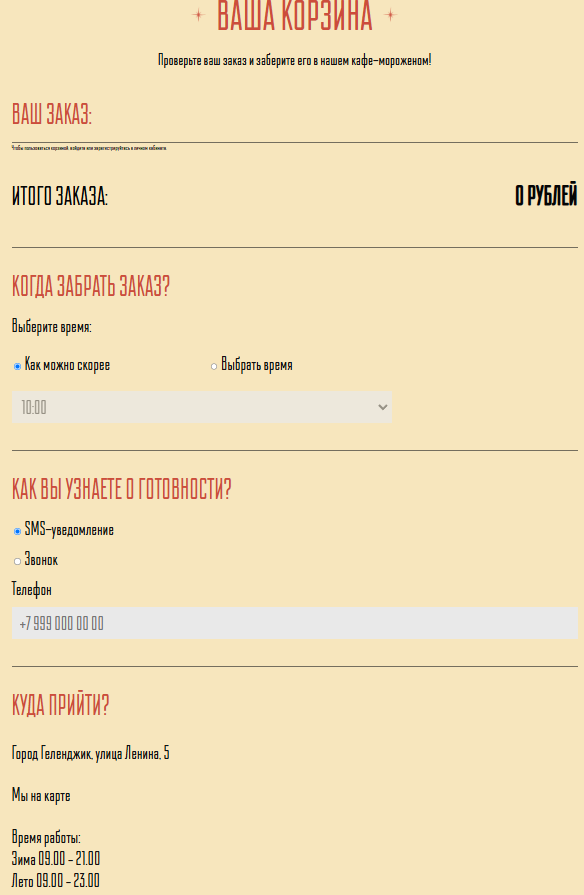 ВАША КОРЗИНА
Проверьте ваш заказ и заберите его в нашем кафе-мороженом!
ВАШ ЗАКАЗ:
Чтобы пользоваться корзиной войдите или зарегистрируйтесь в личном кабинете
ИТОГО ЗАКАЗА: 0 РУБЛЕЙ
КОГДА ЗАБРАТЬ ЗАКАЗ?
Выберите время:
Как можно скорее Выбрать время
10:00
КАК ВЫ УЗНАЕТЕ О ГОТОВНОСТИ?
SMS-уведомление
Звонок
Телефон
+7 999 000 00 00
КУДА ПРИЙТИ?
Город Геленджик, улица Ленина, 5
Мы на карте
Время работы:
Зима 09.00 - 21.00
Лето 09.00 - 23.00